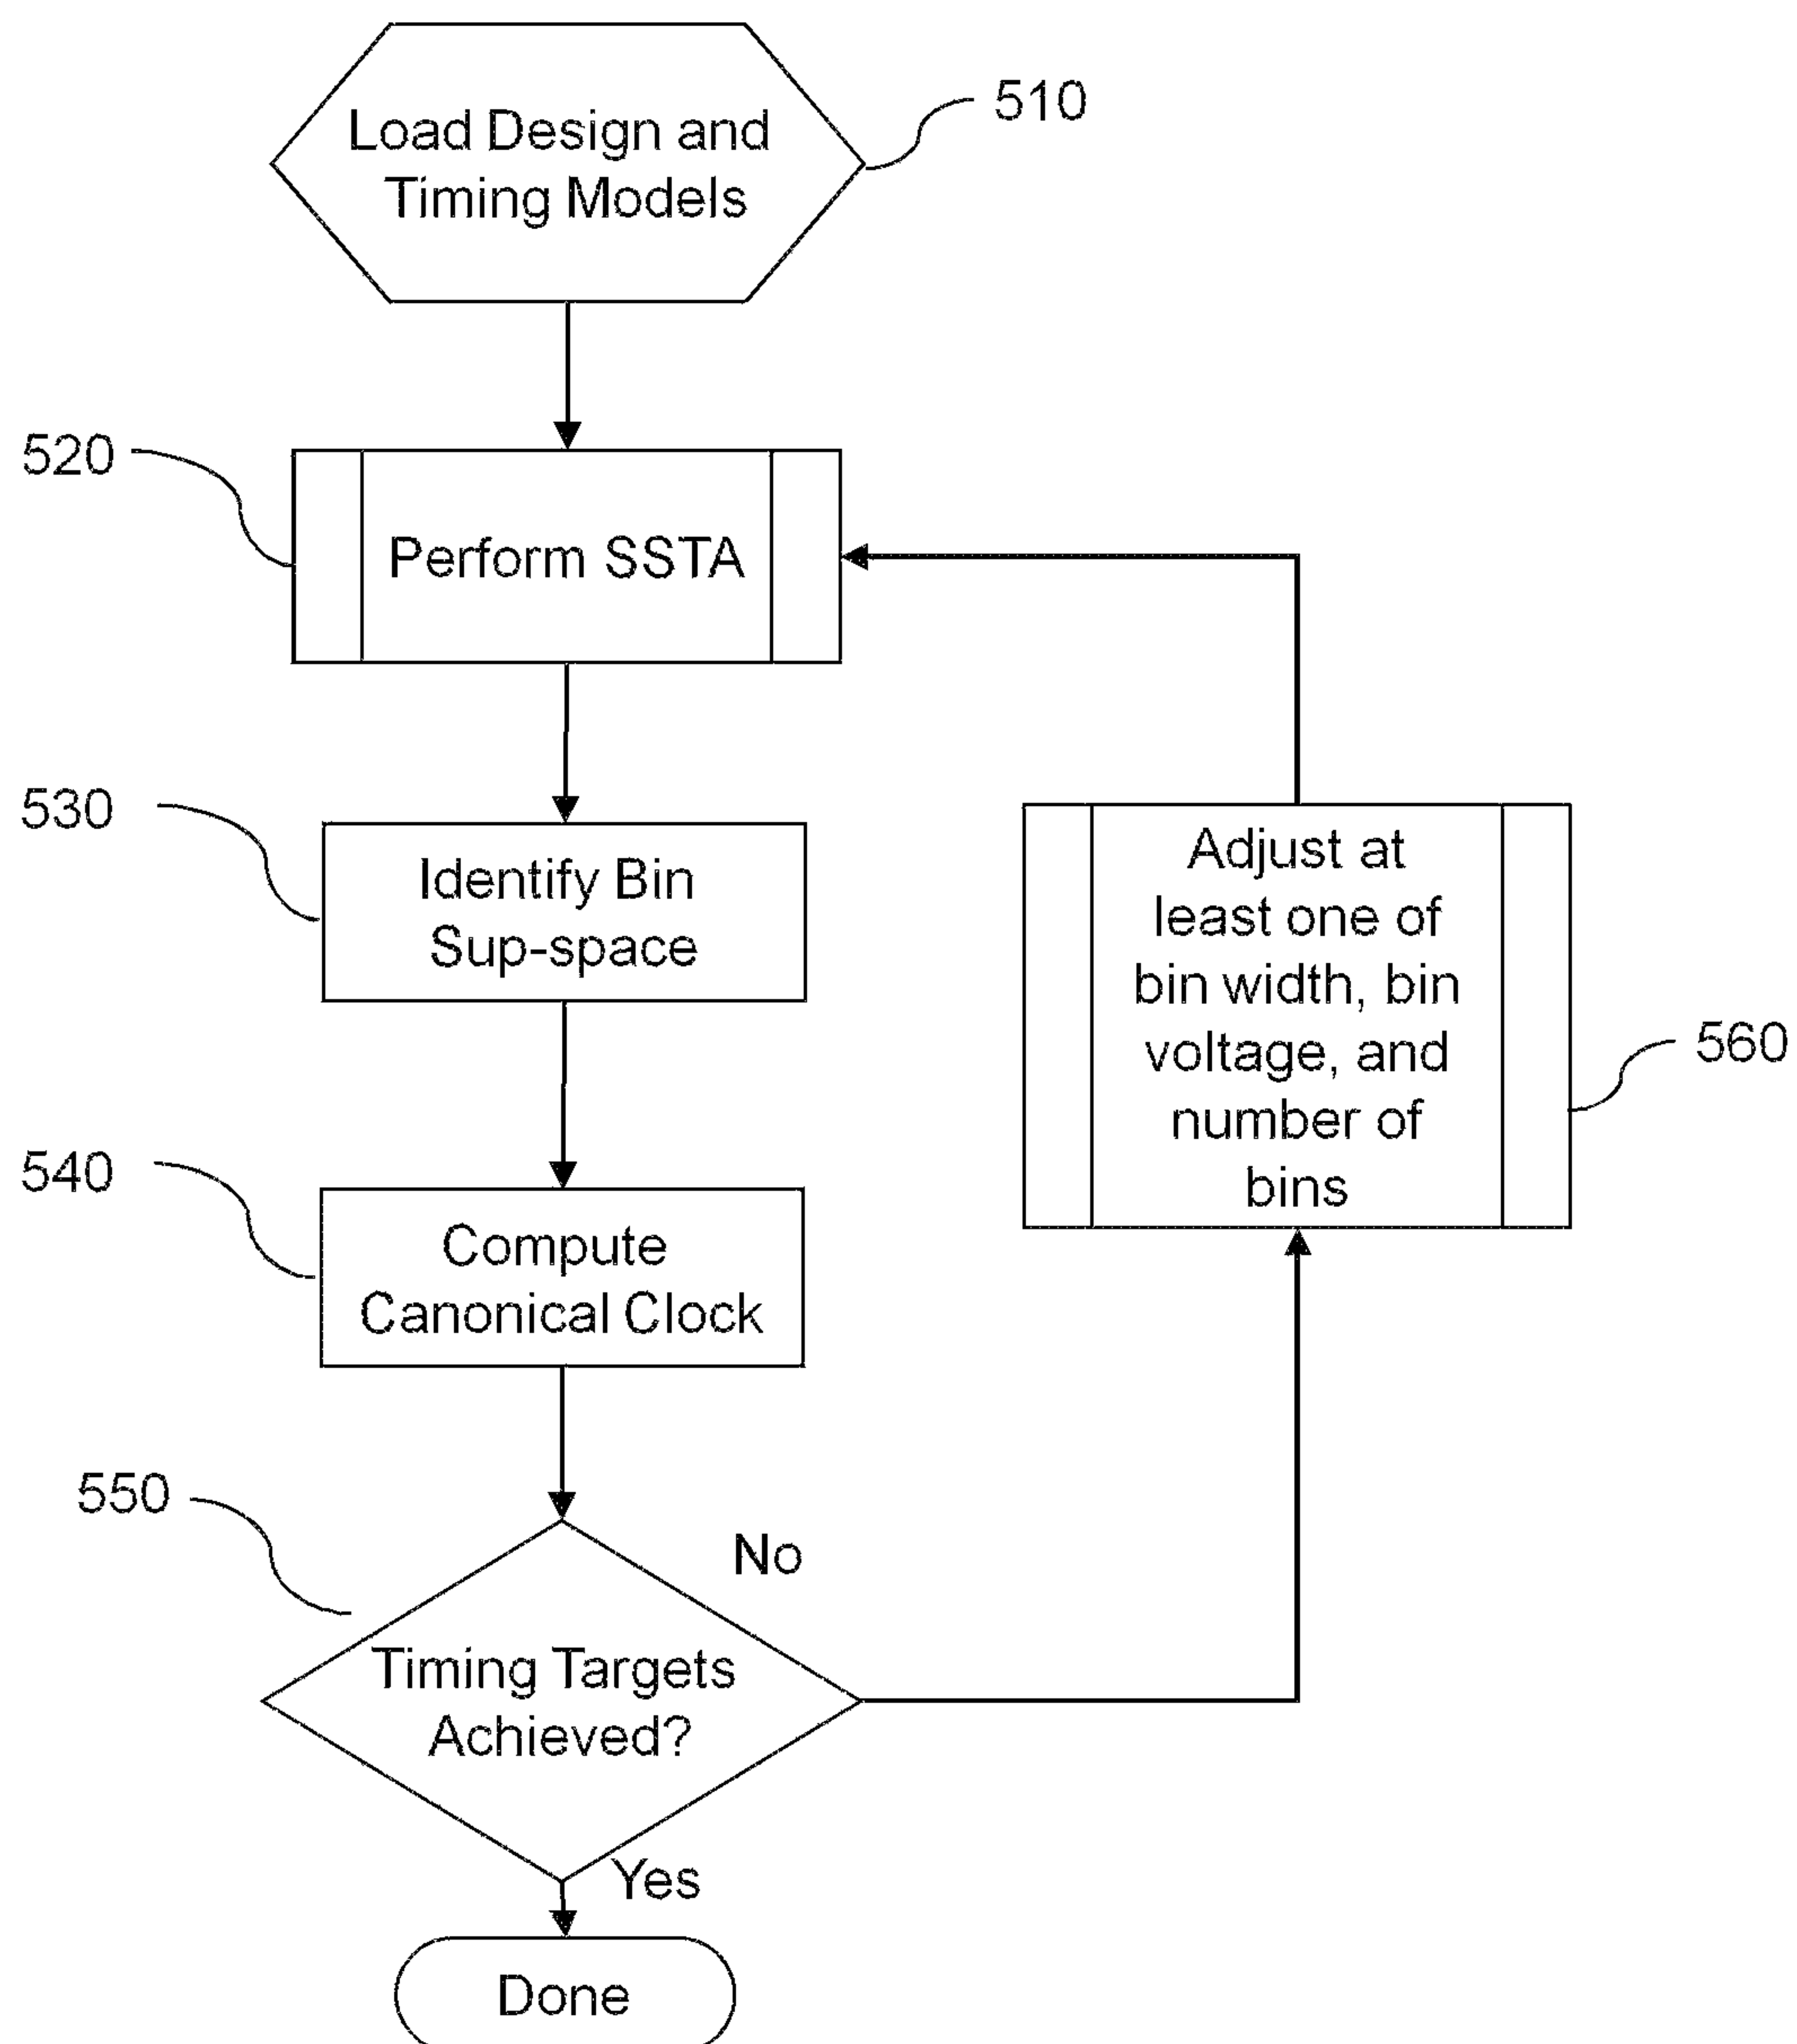 Load Design and
Timing Models
510
520
Perform SSTA
530
Identify Bin
Sup-space
Adjust at
least one of
bin width, bin
voltage, and
number of
bins
560
540
Compute
Canonical Clock
550
No
Timing Targets
Achieved?
Yes
Done